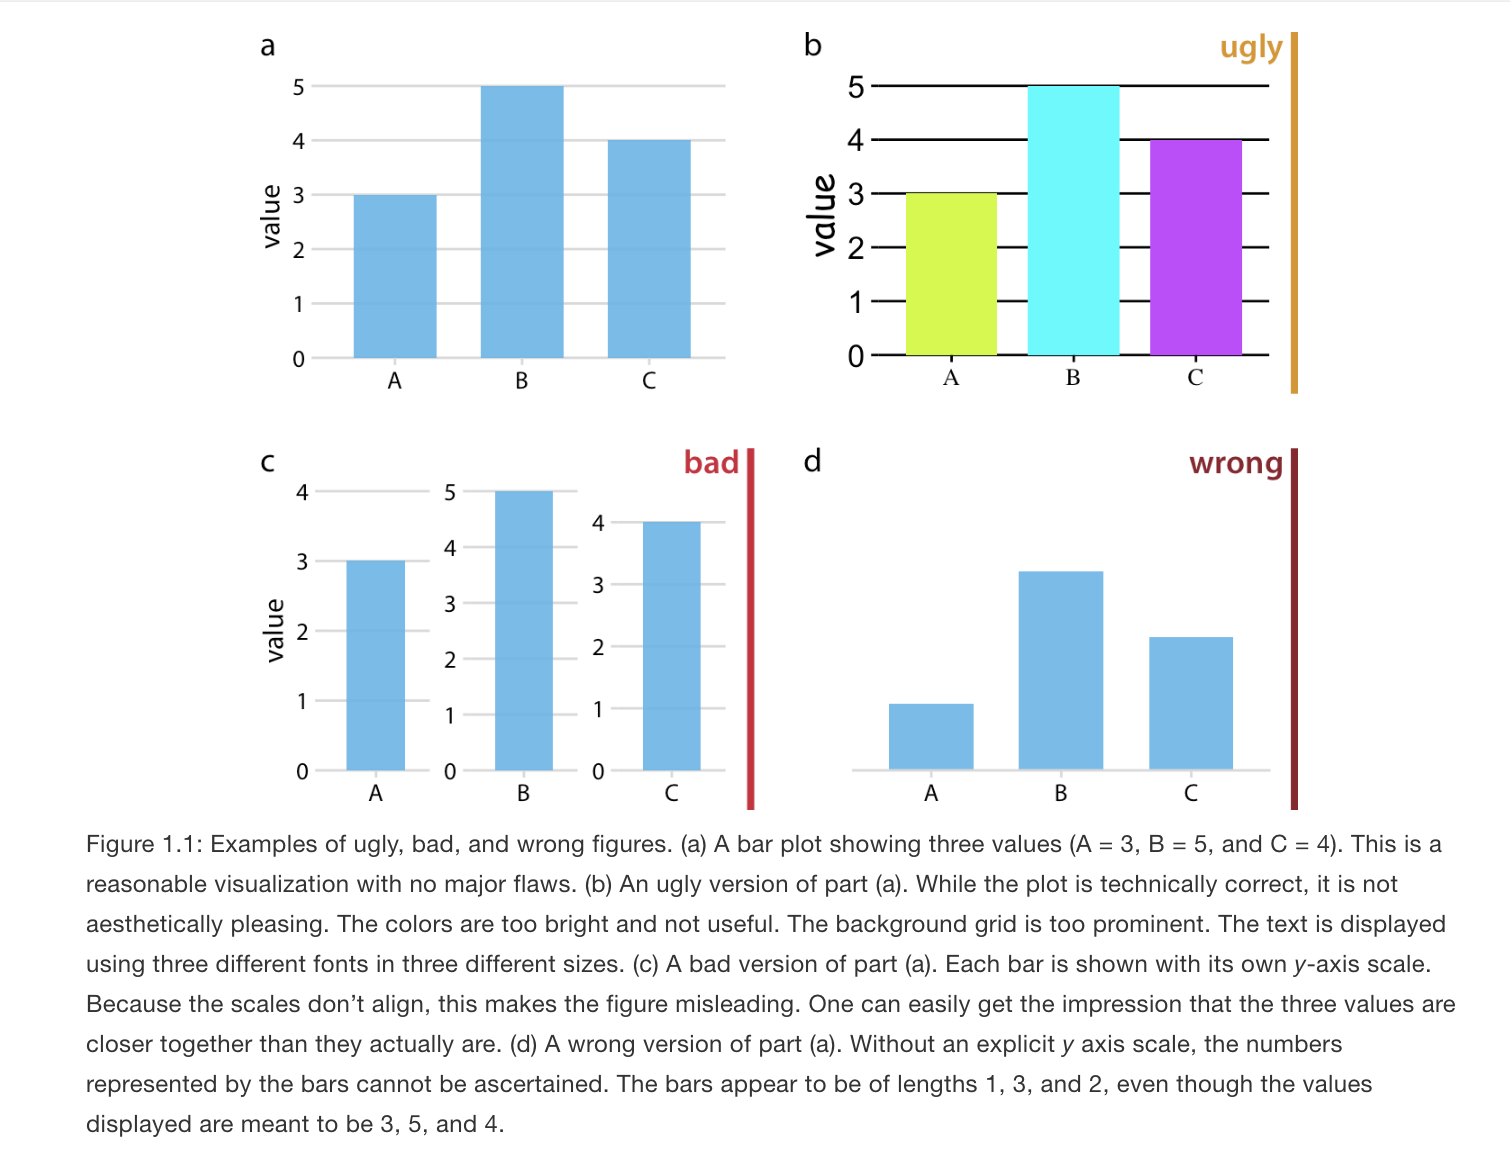 a
5
4
3
2
1
0
value
A B C
b
ugly
5
4
3
2
1
0
value
A B C
c
bad
4
3
2
1
0
value
A
5
4
3
2
1
0
B
4
3
2
1
0
C
d
wrong
A B C
Figure 1.1: Examples of ugly, bad, and wrong figures. (a) A bar plot showing three values (A = 3, B = 5, and C = 4). This is a
reasonable visualization with no major flaws. (b) An ugly version of part (a). While the plot is technically correct, it is not
aesthetically pleasing. The colors are too bright and not useful. The background grid is too prominent. The text is displayed
using three different fonts in three different sizes. (c) A bad version of part (a). Each bar is shown with its own y-axis scale.
Because the scales don’t align, this makes the figure misleading. One can easily get the impression that the three values are
closer together than they actually are. (d) A wrong version of part (a). Without an explicit y axis scale, the numbers
represented by the bars cannot be ascertained. The bars appear to be of lengths 1, 3, and 2, even though the values
displayed are meant to be 3, 5, and 4.